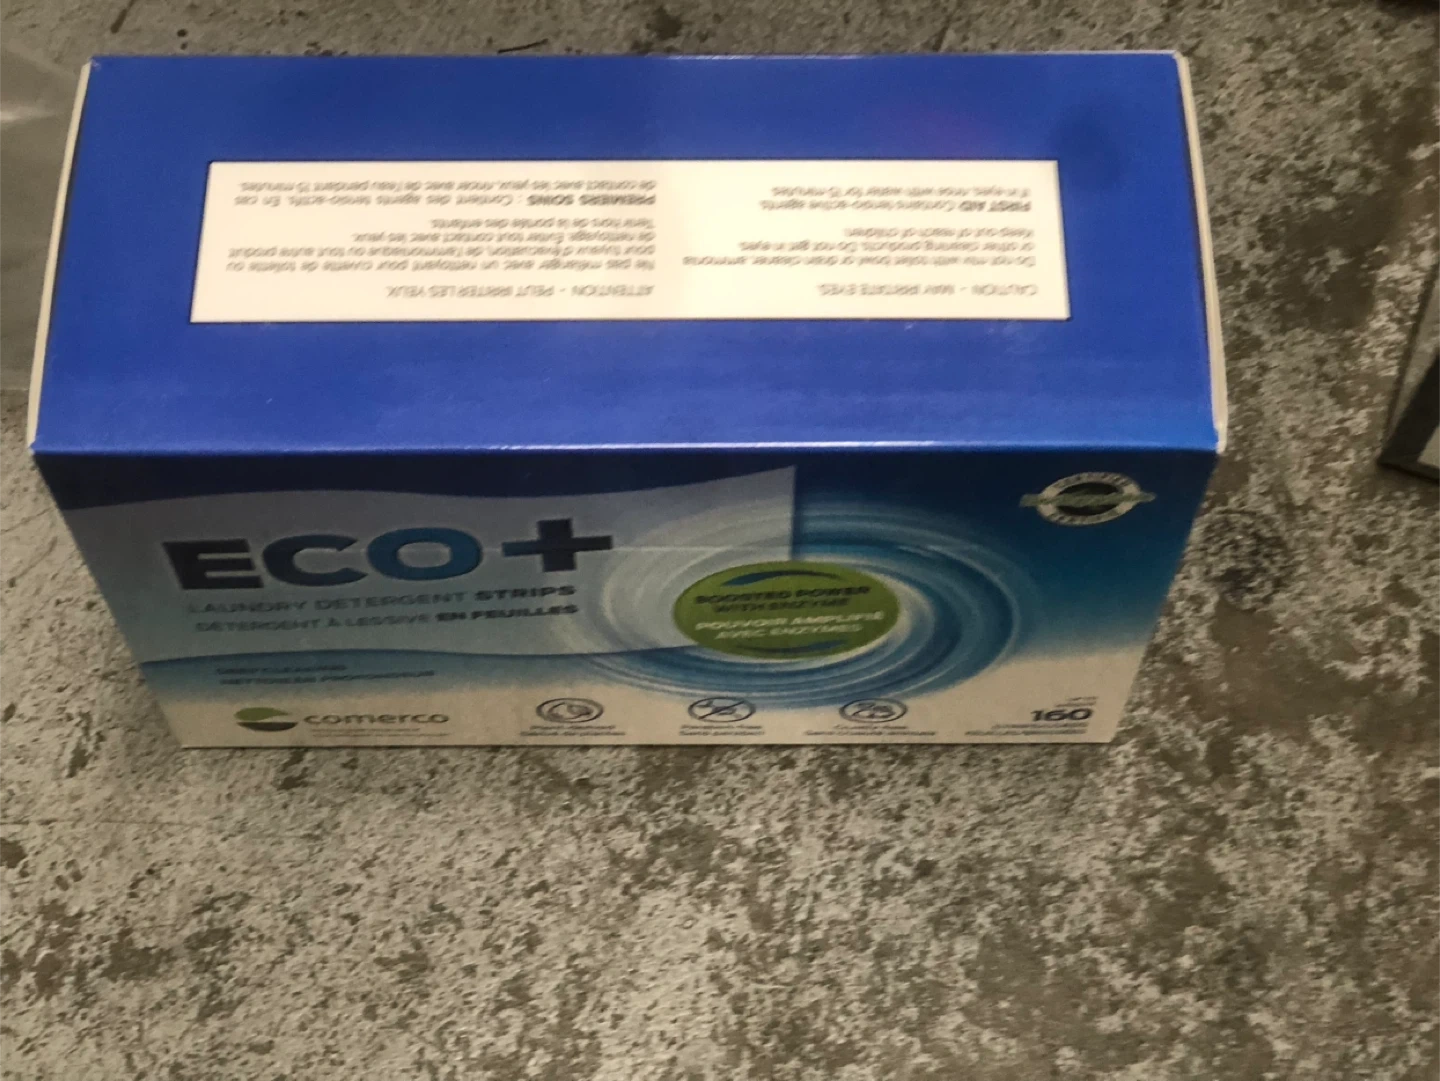 CAUTION - MAY IRRITATE EYES.
Do not mix with toilet bowl or drain cleaner, ammonia
or other cleaning products. Do not get in eyes.
Keep out of reach of children.
FIRST AID Contains tensio-active agents.
If in eyes, rinse with water for 15 minutes.
ATTENTION - PEUT IRRITER LES YEUX.
Ne pas mélanger avec un nettoyant pour cuvette de toilette ou
pour tuyaux d'évacuation, de l'ammoniaque ou tout autre produit
de nettoyage. Éviter tout contact avec les yeux.
Tenir hors de la portée des enfants.
PREMIERS SOINS : Contient des agents tensio-actifs. En cas
de contact avec les yeux, rincer avec de l'eau pendant 15 minutes.
ECO+
LAUNDRY DETERGENT STRIPS
DÉTERGENT À LESSIVE EN FEUILLES
DEEP CLEANING
NETTOYAGE PROFONDEUR
BOOSTED POWER
WITH ENZYME
POUVOIR AMPLIFIÉ
AVEC ENZYMES
comerco
160